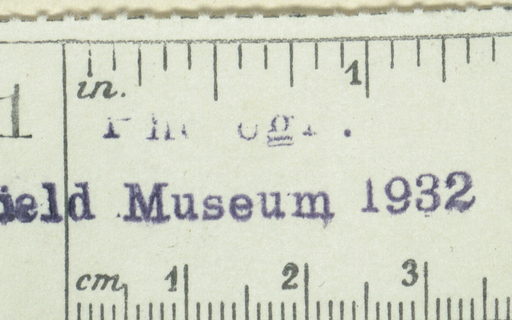 in. 1
1
ield Museum 1932
cm 1 2 3